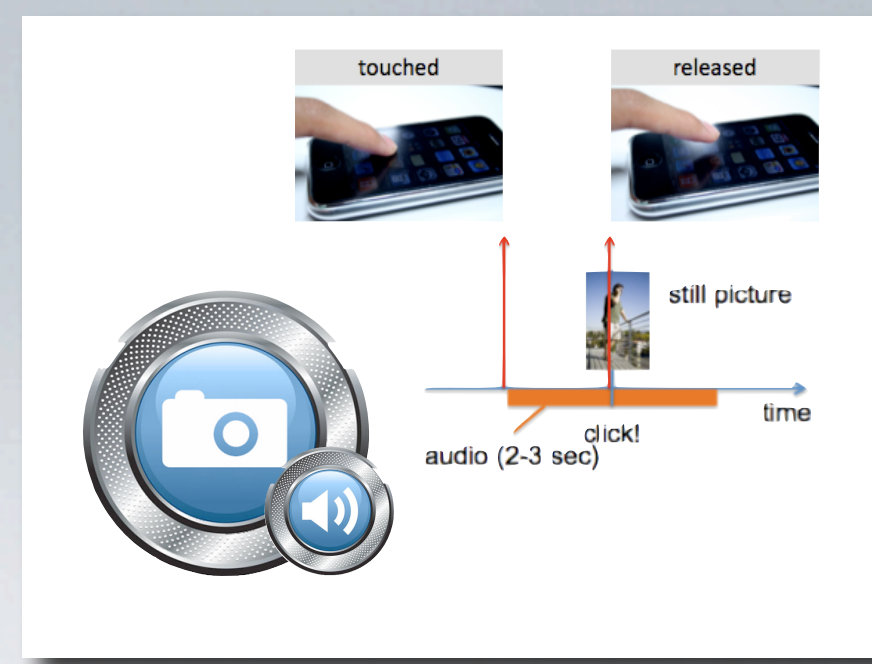 touched
released
still picture
time
click!
audio (2-3 sec)